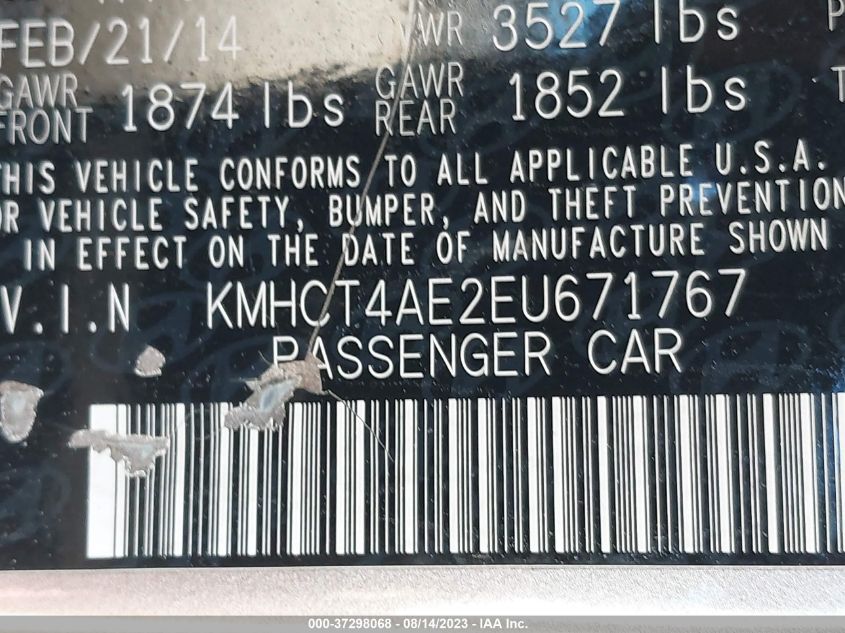 FEB/21/14 GVWR 3527 lbs
GAWR FRONT 1874 lbs GAWR REAR 1852 lbs
THIS VEHICLE CONFORMS TO ALL APPLICABLE U.S.A.
OR VEHICLE SAFETY, BUMPER, AND THEFT PREVENTION
IN EFFECT ON THE DATE OF MANUFACTURE SHOWN
V.I.N KMHCT4AE2EU671767
PASSENGER CAR
000-37298068 - 08/14/2023 - IAA Inc.